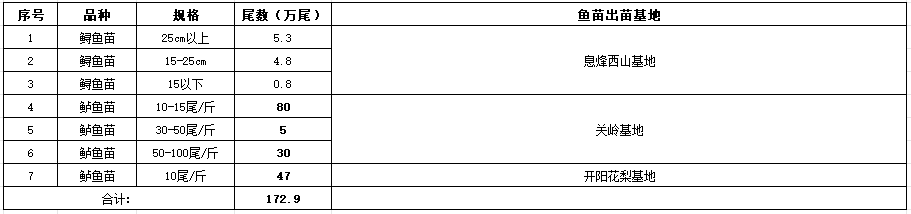 序号 品种 规格 尾数（万尾） 鱼苗出苗基地
1 鲟鱼苗 25cm以上 5.3 息烽西山基地
2 鲟鱼苗 15-25cm 4.8
3 鲟鱼苗 15以下 0.8
4 鲈鱼苗 10-15尾/斤 80 关岭基地
5 鲈鱼苗 30-50尾/斤 5
6 鲈鱼苗 50-100尾/斤 30
7 鲈鱼苗 10尾/斤 47 开阳花梨基地
合计： 172.9